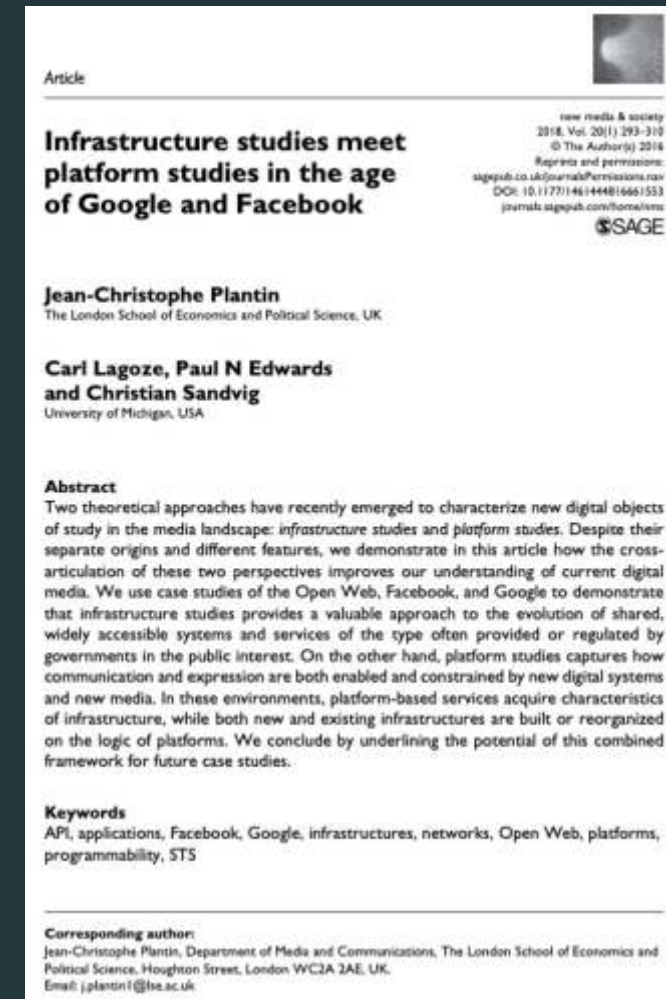 Article
new media & society
2018, Vol. 20(1) 293–310
© The Author(s) 2016
Reprints and permissions:
sagepub.co.uk/journalsPermissions.nav
DOI: 10.1177/1461444816661553
journals.sagepub.com/home/nms
SAGE
Infrastructure studies meet
platform studies in the age
of Google and Facebook
Jean-Christophe Plantin
The London School of Economics and Political Science, UK
Carl Lagoze, Paul N Edwards
and Christian Sandvig
University of Michigan, USA
Abstract
Two theoretical approaches have recently emerged to characterize new digital objects
of study in the media landscape: infrastructure studies and platform studies. Despite their
separate origins and different features, we demonstrate in this article how the cross-
articulation of these two perspectives improves our understanding of current digital
media. We use case studies of the Open Web, Facebook, and Google to demonstrate
that infrastructure studies provides a valuable approach to the evolution of shared,
widely accessible systems and services of the type often provided or regulated by
governments in the public interest. On the other hand, platform studies captures how
communication and expression are both enabled and constrained by new digital systems
and new media. In these environments, platform-based services acquire characteristics
of infrastructure, while both new and existing infrastructures are built or reorganized
on the logic of platforms. We conclude by underlining the potential of this combined
framework for future case studies.
Keywords
API, applications, Facebook, Google, infrastructures, networks, Open Web, platforms,
programmability, STS
Corresponding author:
Jean-Christophe Plantin, Department of Media and Communications, The London School of Economics and
Political Science, Houghton Street, London WC2A 2AE, UK.
Email: j.plantin1@lse.ac.uk